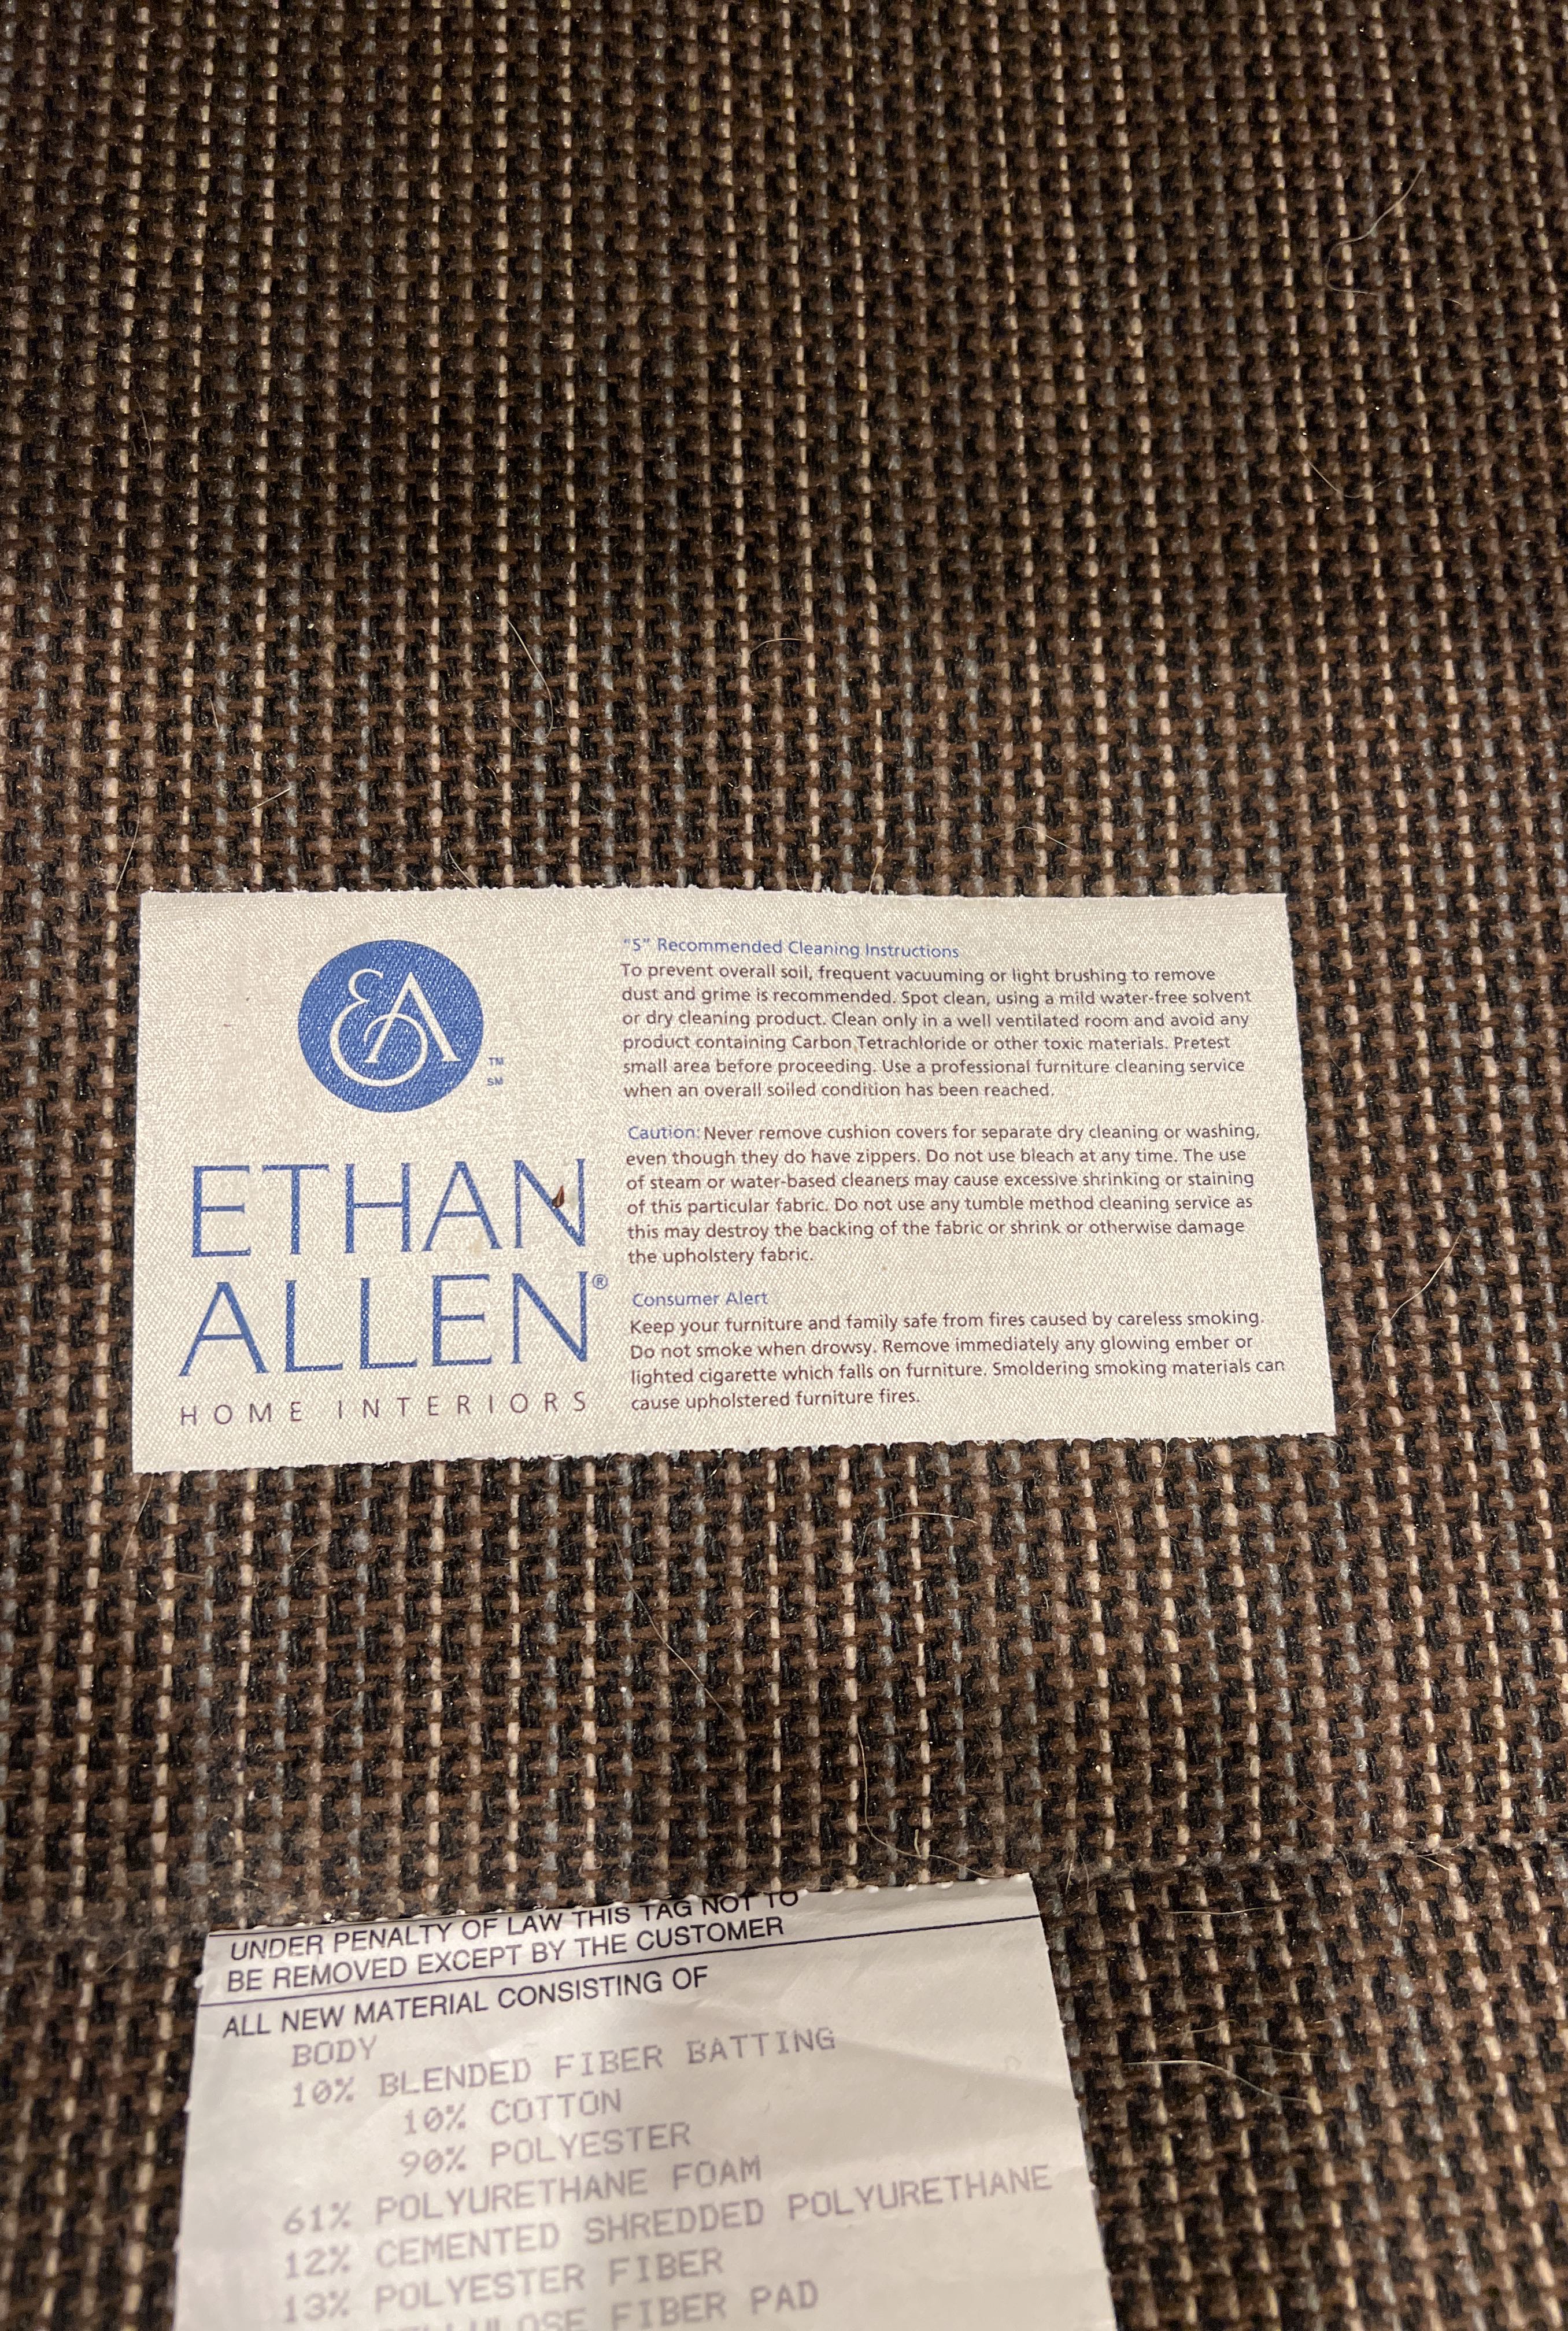 EA
TM
SM
ETHAN
ALLEN®
HOME INTERIORS
"S" Recommended Cleaning Instructions
To prevent overall soil, frequent vacuuming or light brushing to remove
dust and grime is recommended. Spot clean, using a mild water-free solvent
or dry cleaning product. Clean only in a well ventilated room and avoid any
product containing Carbon Tetrachloride or other toxic materials. Pretest
small area before proceeding. Use a professional furniture cleaning service
when an overall soiled condition has been reached.
Caution: Never remove cushion covers for separate dry cleaning or washing,
even though they do have zippers. Do not use bleach at any time. The use
of steam or water-based cleaners may cause excessive shrinking or staining
of this particular fabric. Do not use any tumble method cleaning service as
this may destroy the backing of the fabric or shrink or otherwise damage
the upholstery fabric.
Consumer Alert
Keep your furniture and family safe from fires caused by careless smoking.
Do not smoke when drowsy. Remove immediately any glowing ember or
lighted cigarette which falls on furniture. Smoldering smoking materials can
cause upholstered furniture fires.
UNDER PENALTY OF LAW THIS TAG NOT TO
BE REMOVED EXCEPT BY THE CUSTOMER
ALL NEW MATERIAL CONSISTING OF
BODY
10% BLENDED FIBER BATTING
10% COTTON
90% POLYESTER
61% POLYURETHANE FOAM
12% CEMENTED SHREDDED POLYURETHANE
13% POLYESTER FIBER
FIBER PAD